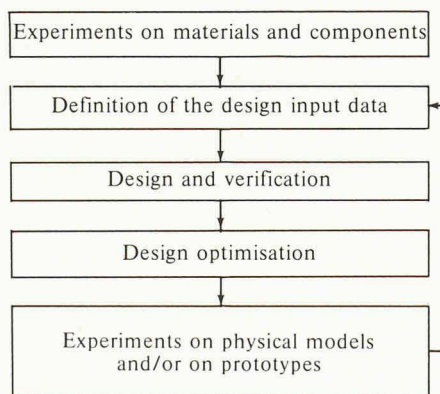 Experiments on materials and components
Definition of the design input data
Design and verification
Design optimisation
Experiments on physical models
and/or on prototypes